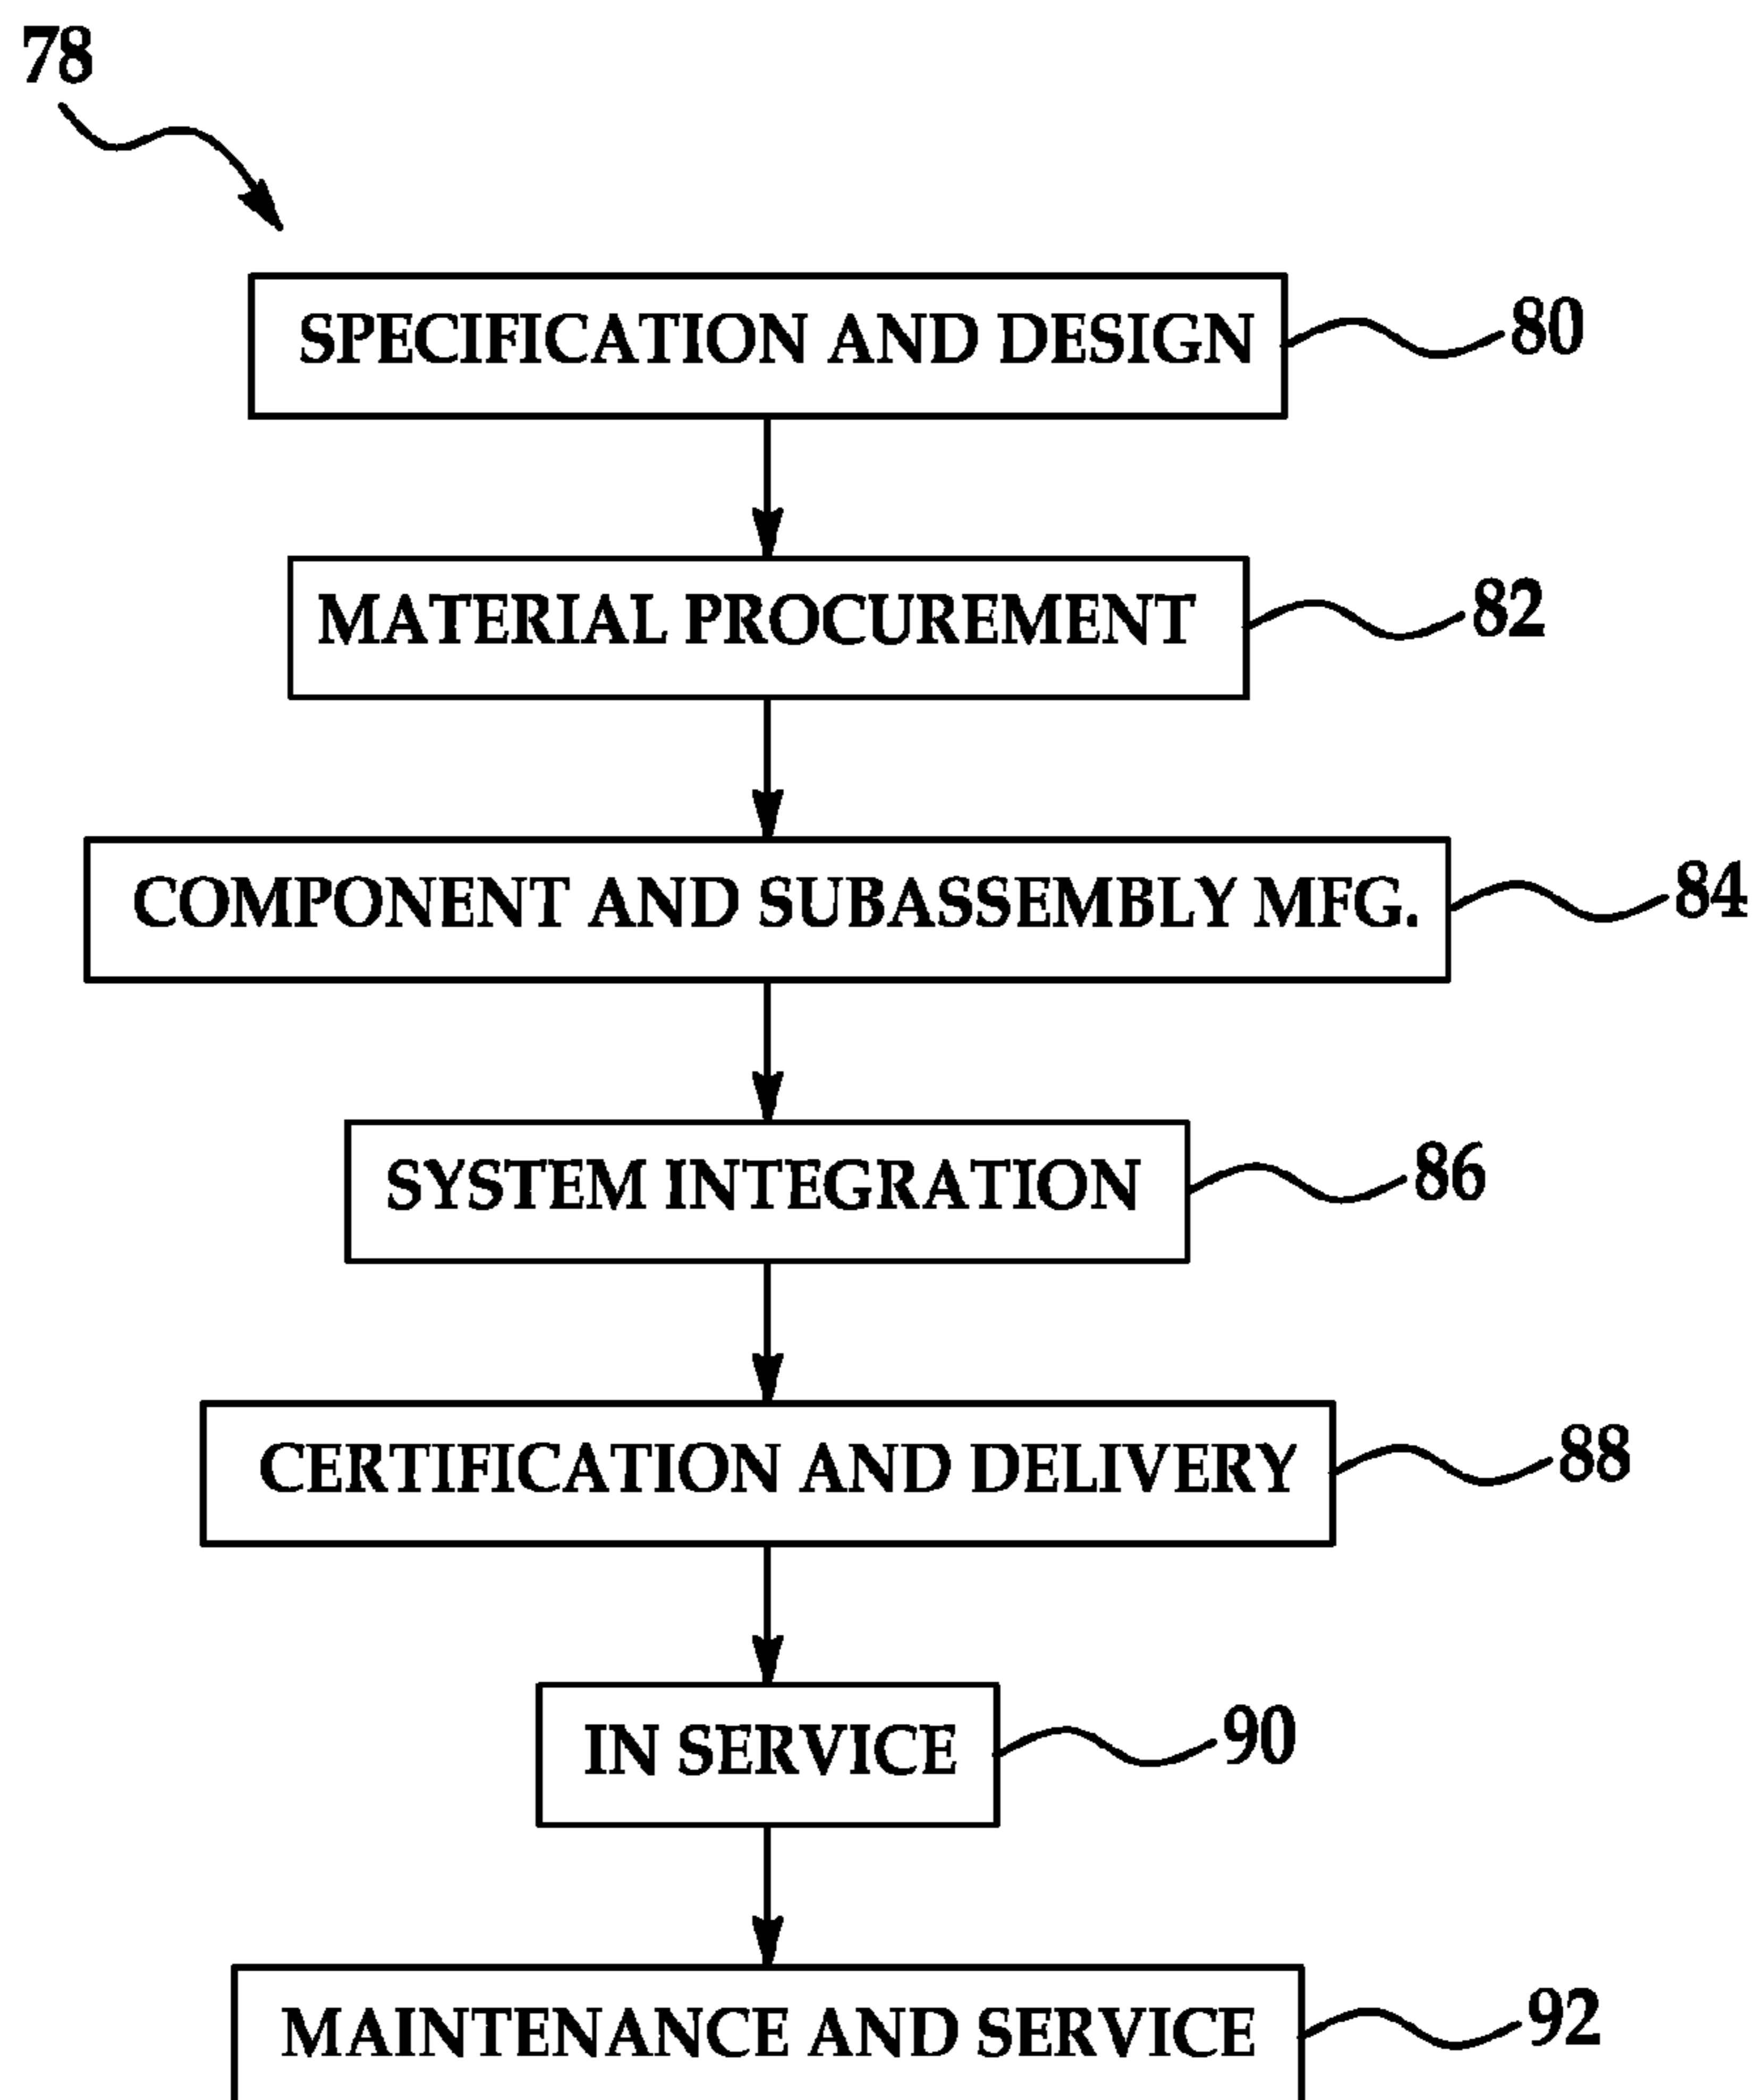 78
SPECIFICATION AND DESIGN 80
MATERIAL PROCUREMENT 82
COMPONENT AND SUBASSEMBLY MFG. 84
SYSTEM INTEGRATION 86
CERTIFICATION AND DELIVERY 88
IN SERVICE 90
MAINTENANCE AND SERVICE 92